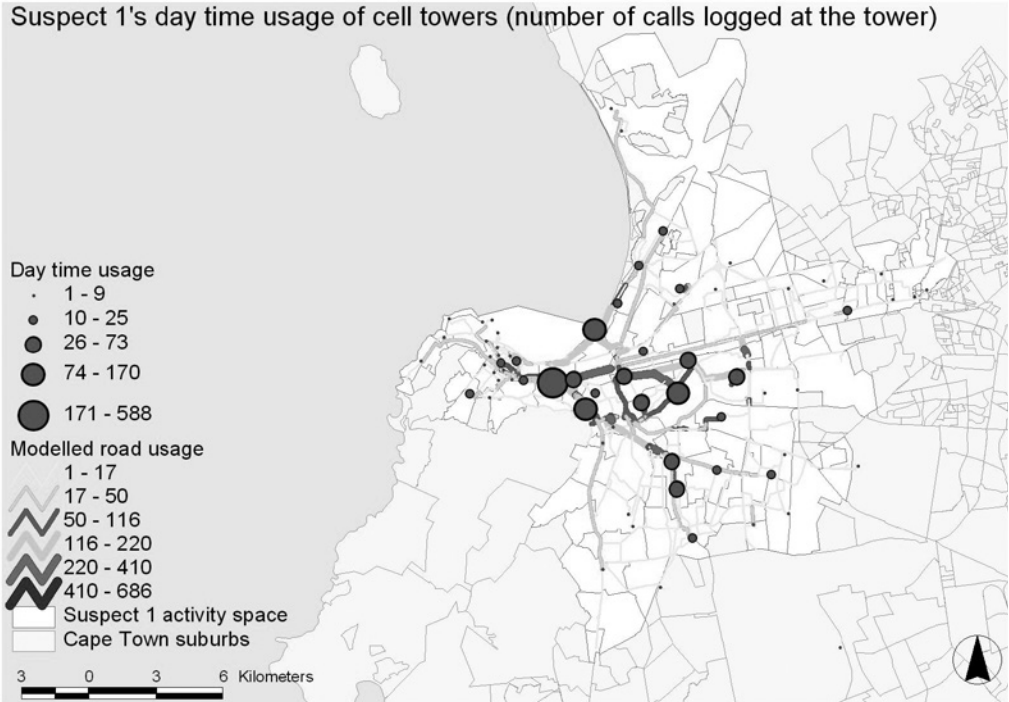 Suspect 1's day time usage of cell towers (number of calls logged at the tower)
Day time usage
1 - 9
10 - 25
26 - 73
74 - 170
171 - 588
Modelled road usage
1 - 17
17 - 50
50 - 116
116 - 220
220 - 410
410 - 686
Suspect 1 activity space
Cape Town suburbs
3 0 3 6 Kilometers